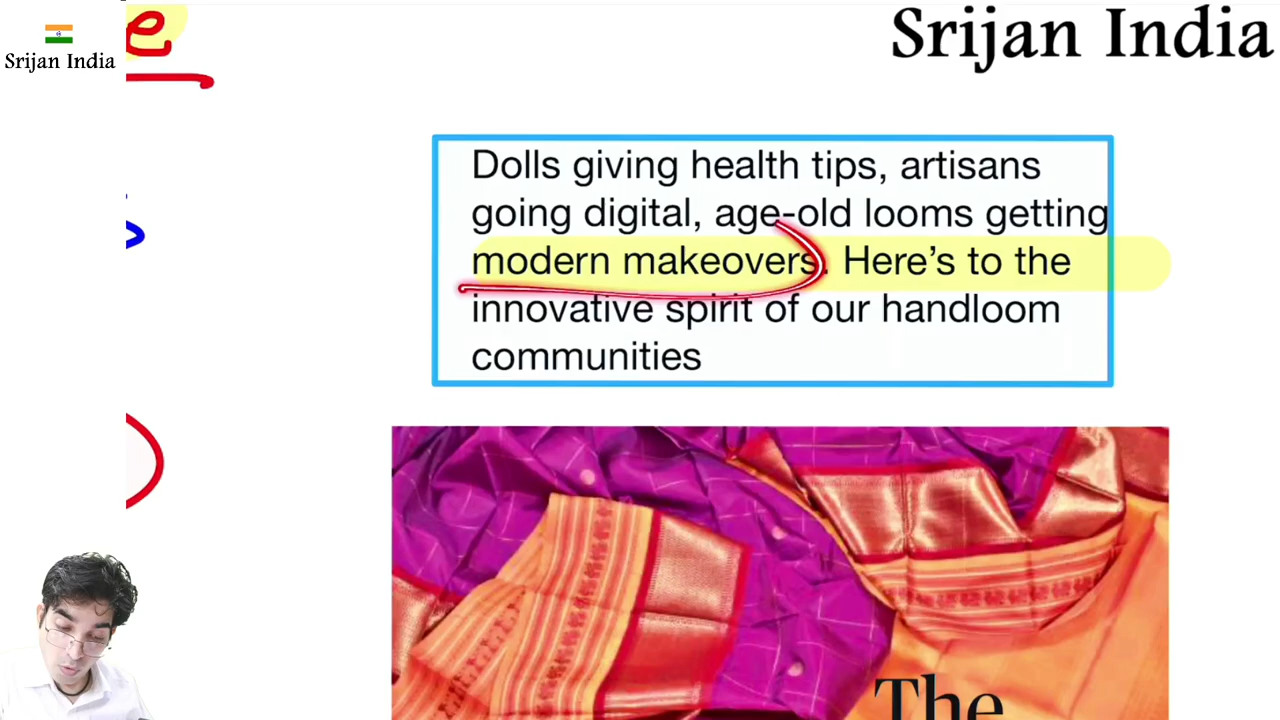 e
Srijan India
Srijan India
Dolls giving health tips, artisans
going digital, age-old looms getting
modern makeovers. Here’s to the
innovative spirit of our handloom
communities
The